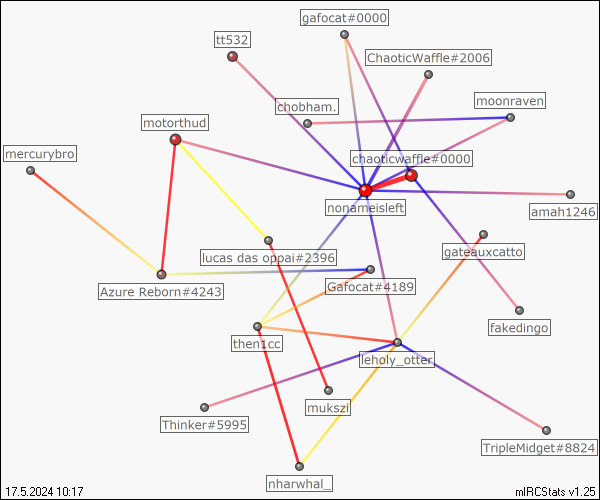 gafocat#0000
tt532
ChaoticWaffle#2006
moonraven
chobham.
motorthud
mercurybro
chaoticwaffle#0000
nonameisleft
amah1246
gateauxcatto
lucas das oppai#2396
Azure Reborn#4243
Gafocat#4189
fakedingo
then1cc
leholy_otter
mukszi
Thinker#5995
TripleMidget#8824
nharwhal_
17.5.2024 10:17
mIRCStats v1.25